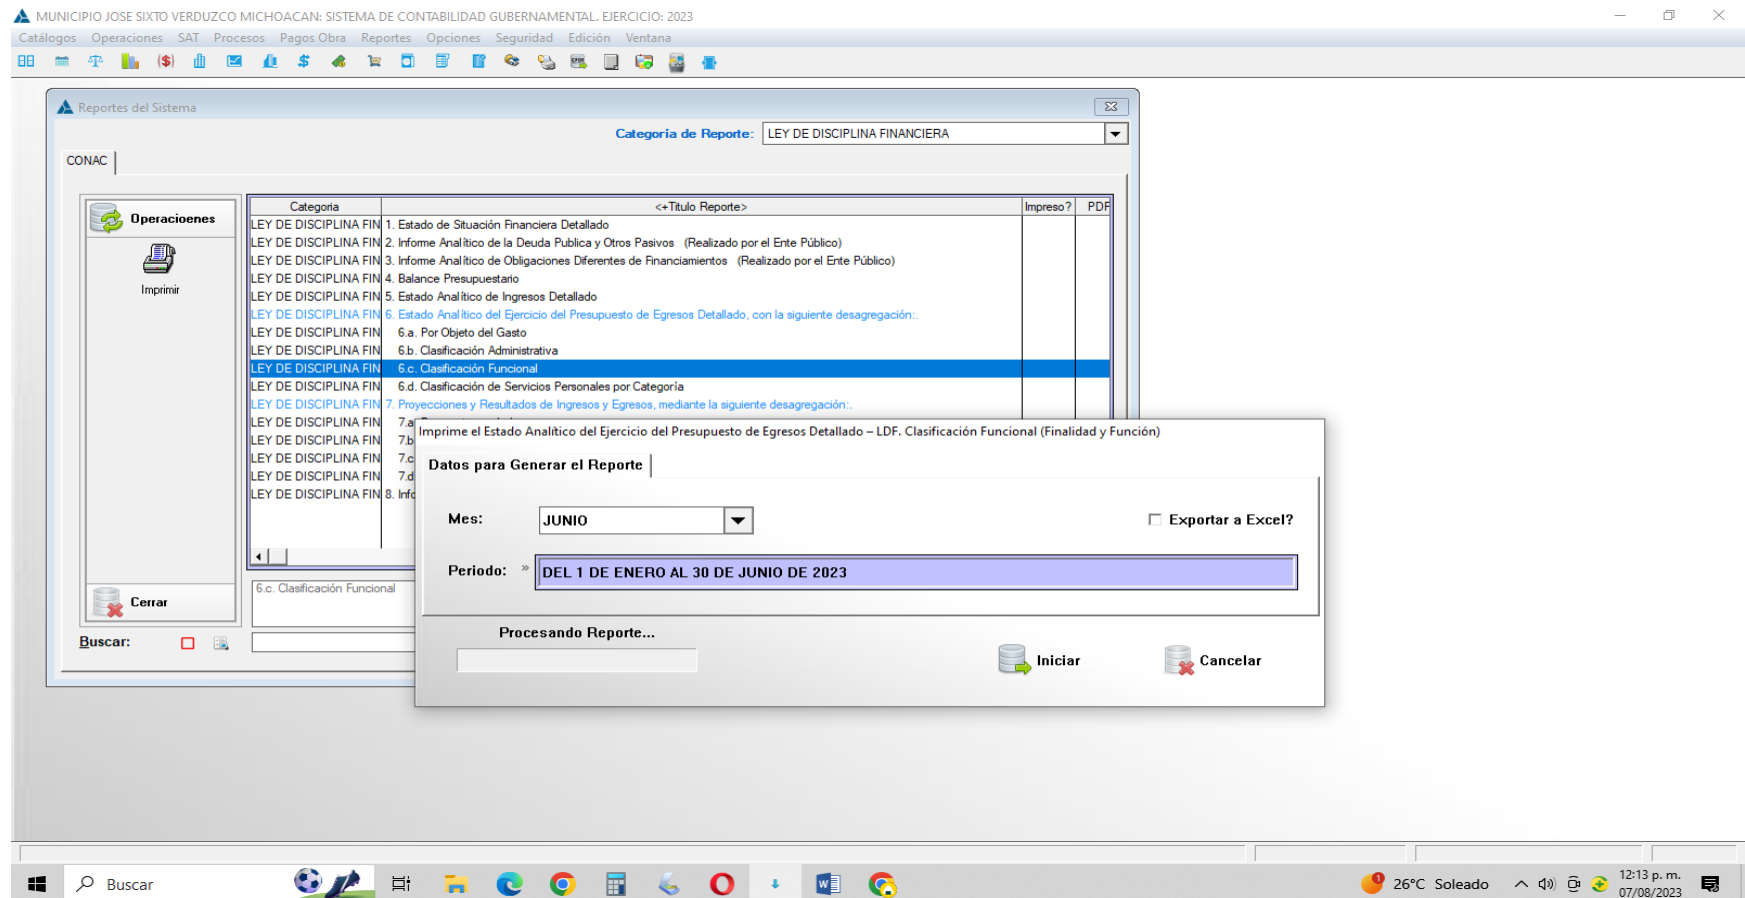 MUNICIPIO JOSE SIXTO VERDUZCO MICHOACAN: SISTEMA DE CONTABILIDAD GUBERNAMENTAL. EJERCICIO: 2023
Catálogos Operaciones SAT Procesos Pagos Obra Reportes Opciones Seguridad Edición Ventana
Reportes del Sistema
Categoría de Reporte: LEY DE DISCIPLINA FINANCIERA
CONAC
Operacioenes
Imprimir
Cerrar
Categoria <+Titulo Reporte> Impreso? PDF
LEY DE DISCIPLINA FIN 1. Estado de Situación Financiera Detallado
LEY DE DISCIPLINA FIN 2. Informe Analítico de la Deuda Publica y Otros Pasivos (Realizado por el Ente Público)
LEY DE DISCIPLINA FIN 3. Informe Analítico de Obligaciones Diferentes de Financiamientos (Realizado por el Ente Público)
LEY DE DISCIPLINA FIN 4. Balance Presupuestario
LEY DE DISCIPLINA FIN 5. Estado Analítico de Ingresos Detallado
LEY DE DISCIPLINA FIN 6. Estado Analítico del Ejercicio del Presupuesto de Egresos Detallado, con la siguiente desagregación:.
LEY DE DISCIPLINA FIN 6.a. Por Objeto del Gasto
LEY DE DISCIPLINA FIN 6.b. Clasificación Administrativa
LEY DE DISCIPLINA FIN 6.c. Clasificación Funcional
LEY DE DISCIPLINA FIN 6.d. Clasificación de Servicios Personales por Categoría
LEY DE DISCIPLINA FIN 7. Proyecciones y Resultados de Ingresos y Egresos, mediante la siguiente desagregación:.
LEY DE DISCIPLINA FIN 7.a
LEY DE DISCIPLINA FIN 7.b
LEY DE DISCIPLINA FIN 7.c
LEY DE DISCIPLINA FIN 7.d
LEY DE DISCIPLINA FIN 8. Info
6.c. Clasificación Funcional
Buscar:
Imprime el Estado Analítico del Ejercicio del Presupuesto de Egresos Detallado – LDF. Clasificación Funcional (Finalidad y Función)
Datos para Generar el Reporte
Mes: JUNIO
Exportar a Excel?
Periodo: » DEL 1 DE ENERO AL 30 DE JUNIO DE 2023
Procesando Reporte...
Iniciar
Cancelar
Buscar
1
26°C Soleado
12:13 p. m.
07/08/2023